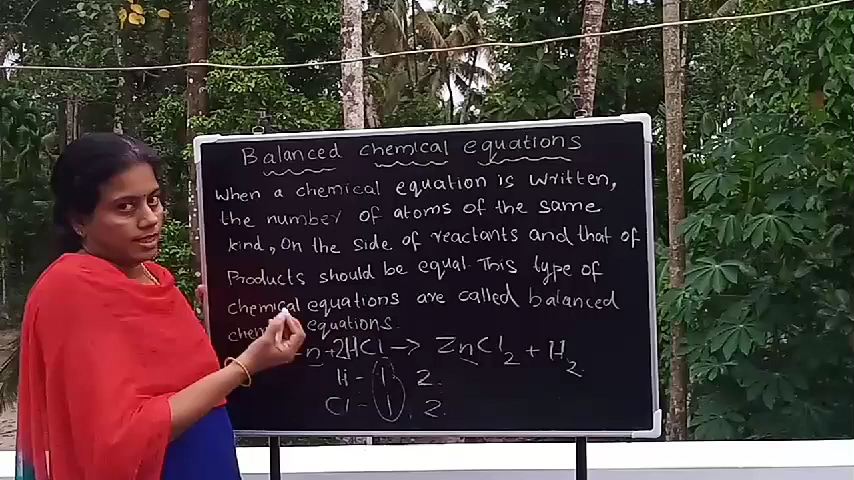 Balanced chemical equations
When a chemical equation is written,
the number of atoms of the same
kind, On the side of reactants and that of
Products should be equal. This type of
chemical equations are called balanced
equations.
n+2HCl → ZnCl2 + H2
H - 1 2.
Cl - 1, 2.